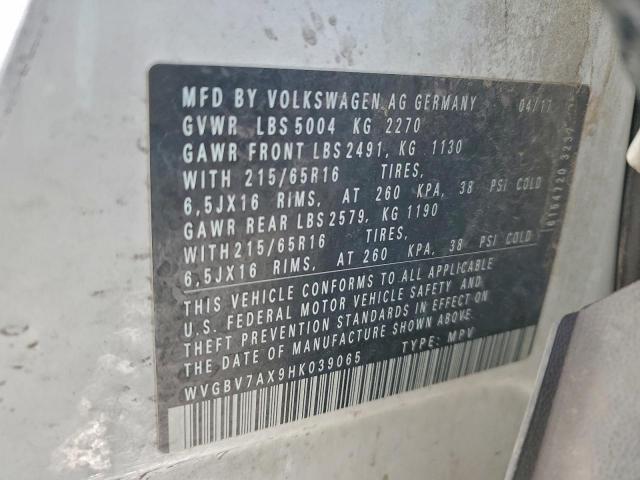 MFD BY VOLKSWAGEN AG GERMANY 04/17
GVWR LBS 5004 KG 2270
GAWR FRONT LBS 2491, KG 1130
WITH 215/65R16 TIRES,
6,5JX16 RIMS, AT 260 KPA, 38 PSI COLD
GAWR REAR LBS 2579, KG 1190
WITH215/65R16 TIRES,
6,5JX16 RIMS, AT 260 KPA, 38 PSI COLD
THIS VEHICLE CONFORMS TO ALL APPLICABLE
U.S. FEDERAL MOTOR VEHICLE SAFETY AND
THEFT PREVENTION STANDARDS IN EFFECT ON
THE DATE OF MANUFACTURE SHOWN ABOVE.
WVGBV7AX9HK039065 TYPE: MPV